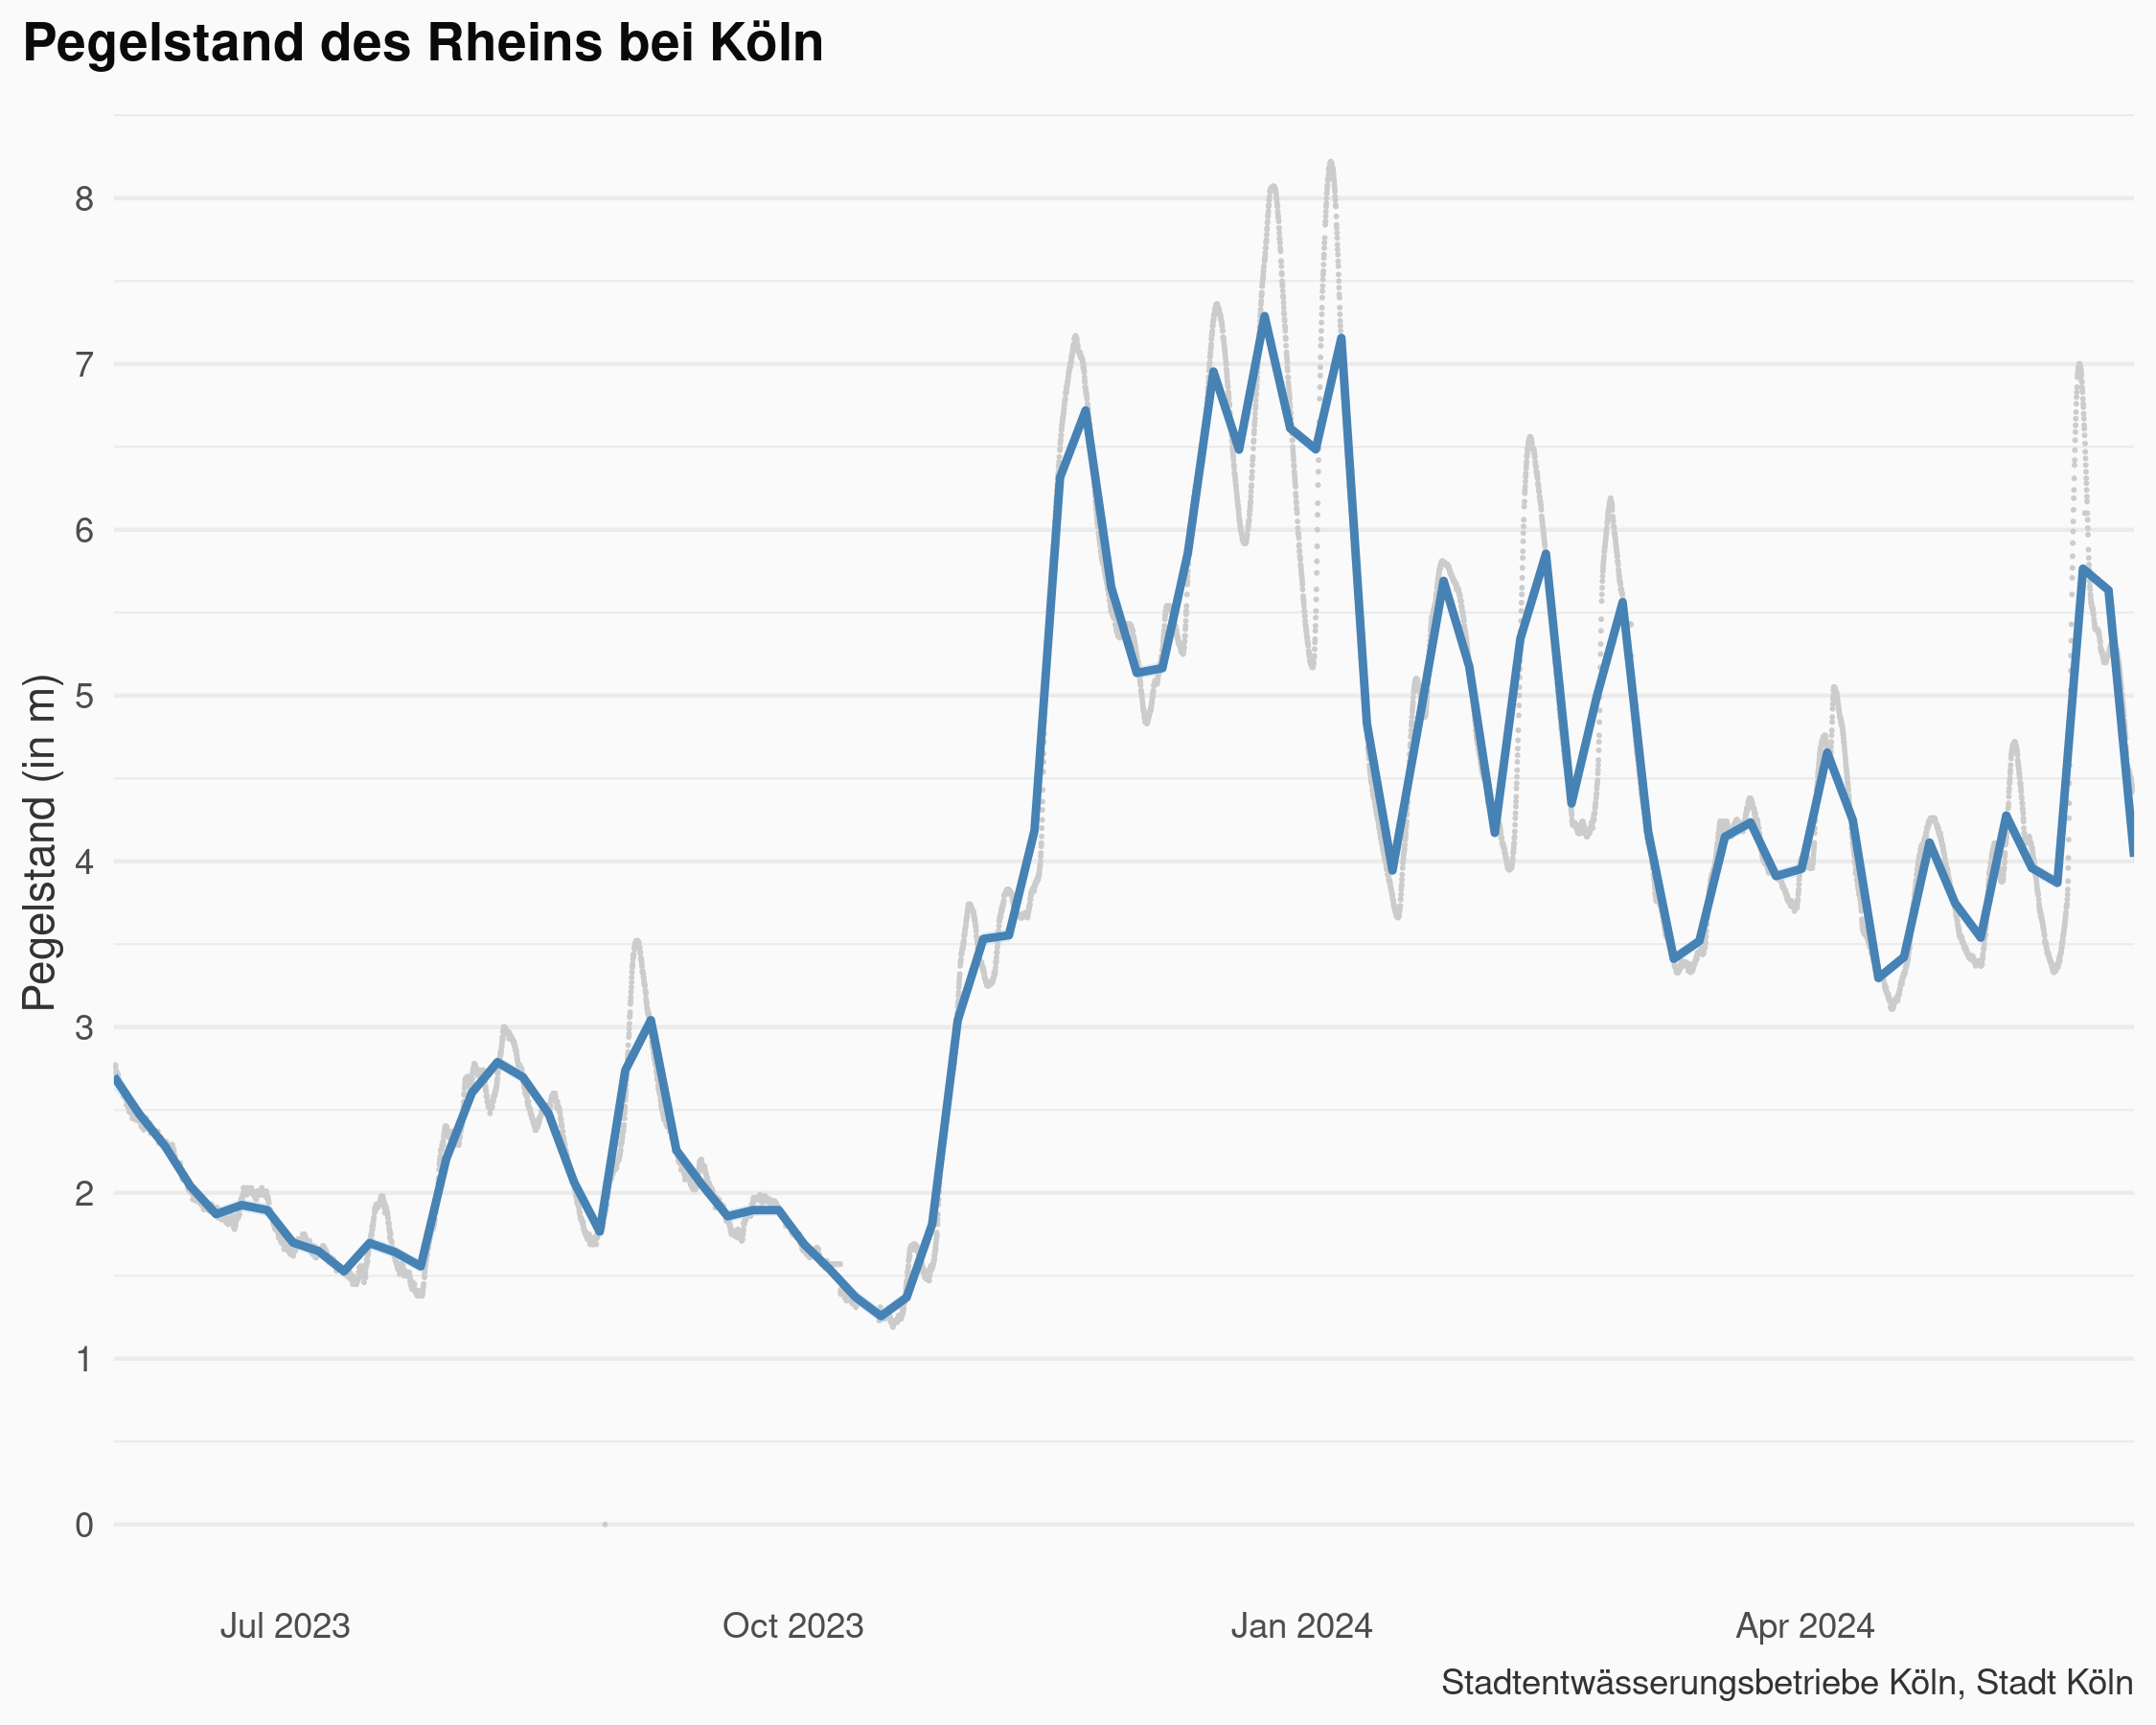 Pegelstand des Rheins bei Köln
Pegelstand (in m)
8
7
6
5
4
3
2
1
0
Jul 2023
Oct 2023
Jan 2024
Apr 2024
Stadtentwässerungsbetriebe Köln, Stadt Köln